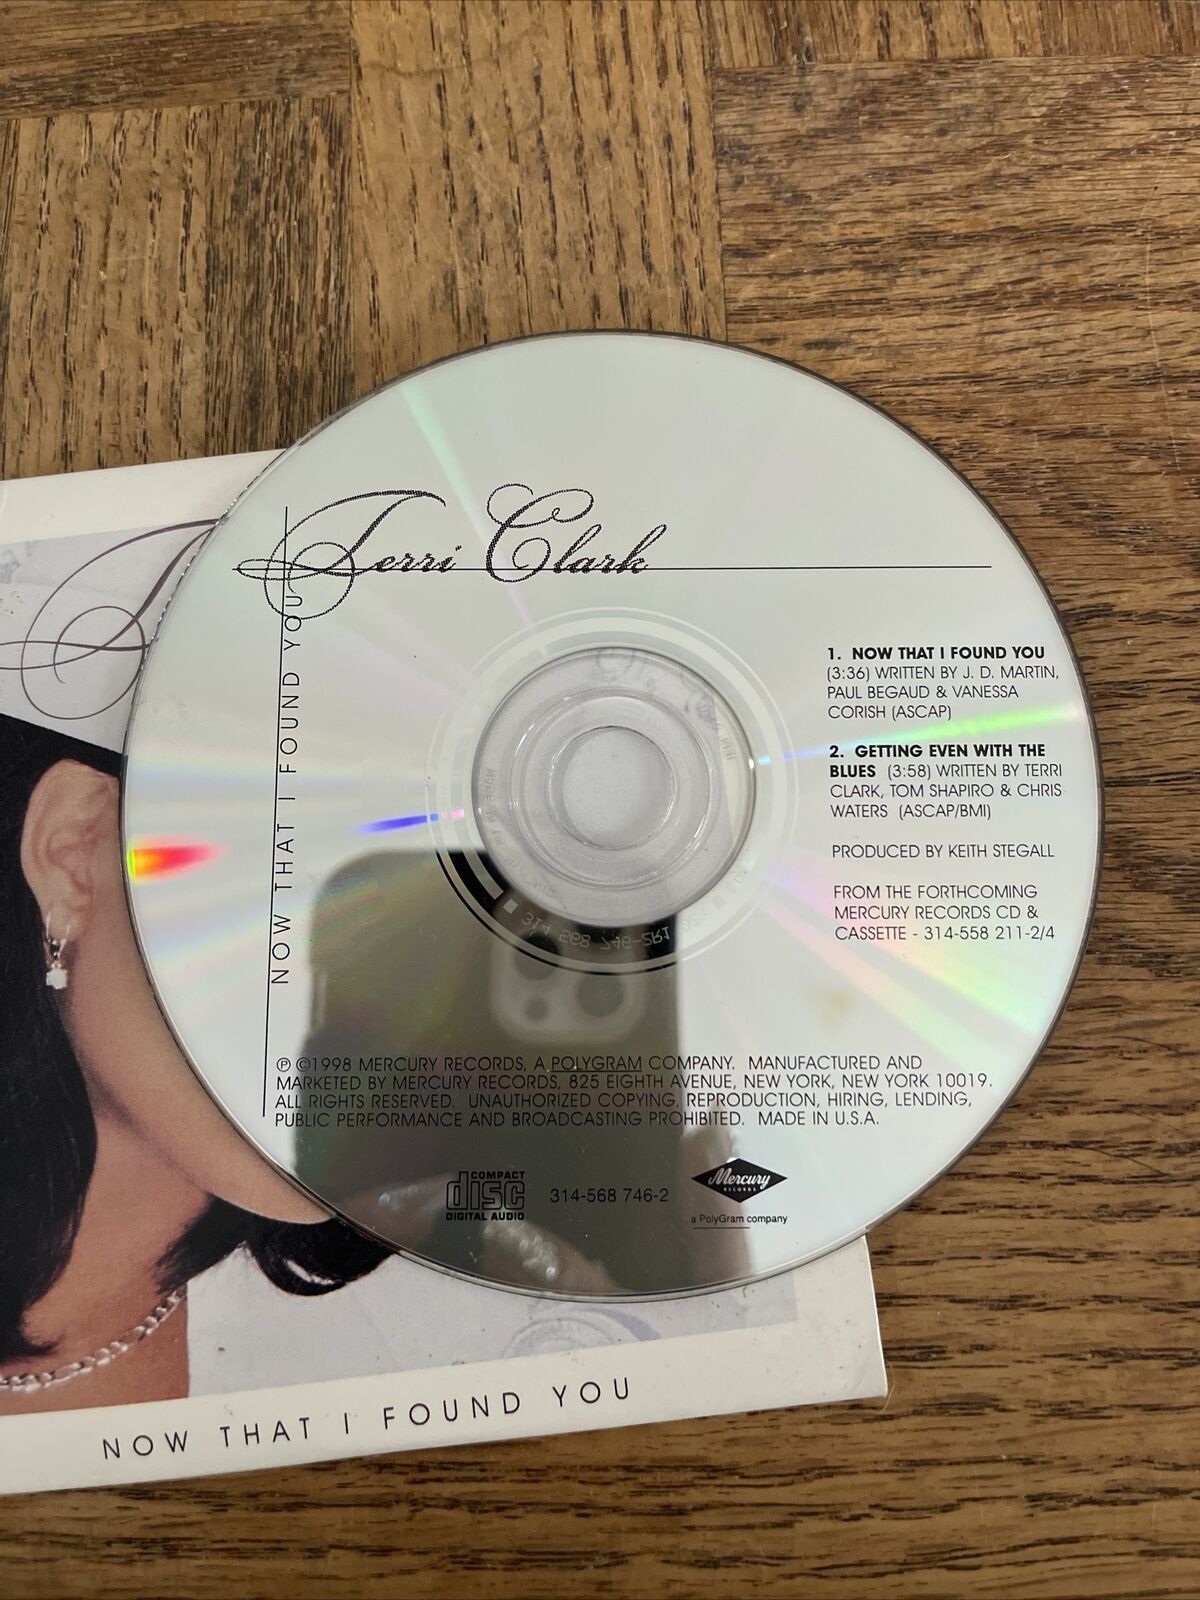 Terri Clark
NOW THAT I FOUND YOU
1. NOW THAT I FOUND YOU
(3:36) WRITTEN BY J. D. MARTIN,
PAUL BEGAUD & VANESSA
CORISH (ASCAP)
2. GETTING EVEN WITH THE
BLUES (3:58) WRITTEN BY TERRI
CLARK, TOM SHAPIRO & CHRIS
WATERS (ASCAP/BMI)
PRODUCED BY KEITH STEGALL
FROM THE FORTHCOMING
MERCURY RECORDS CD &
CASSETTE - 314-558 211-2/4
314 568 746-2R1
℗ ©1998 MERCURY RECORDS, A POLYGRAM COMPANY. MANUFACTURED AND
MARKETED BY MERCURY RECORDS, 825 EIGHTH AVENUE, NEW YORK, NEW YORK 10019.
ALL RIGHTS RESERVED. UNAUTHORIZED COPYING, REPRODUCTION, HIRING, LENDING,
PUBLIC PERFORMANCE AND BROADCASTING PROHIBITED. MADE IN U.S.A.
COMPACT
disc
DIGITAL AUDIO
314-568 746-2
Mercury
RECORDS
a PolyGram company
NOW THAT I FOUND YOU